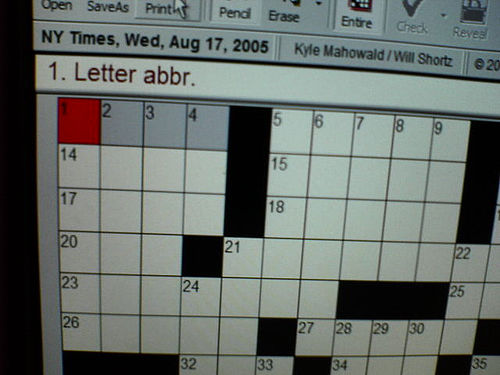 Open SaveAs Print Pencil Erase Entire Check Reveal
NY Times, Wed, Aug 17, 2005 Kyle Mahowald / Will Shortz © 20
1. Letter abbr.
1 2 3 4 5 6 7 8 9
14 15
17 18
20 21 22
23 24 25
26 27 28 29 30
32 33 34 35